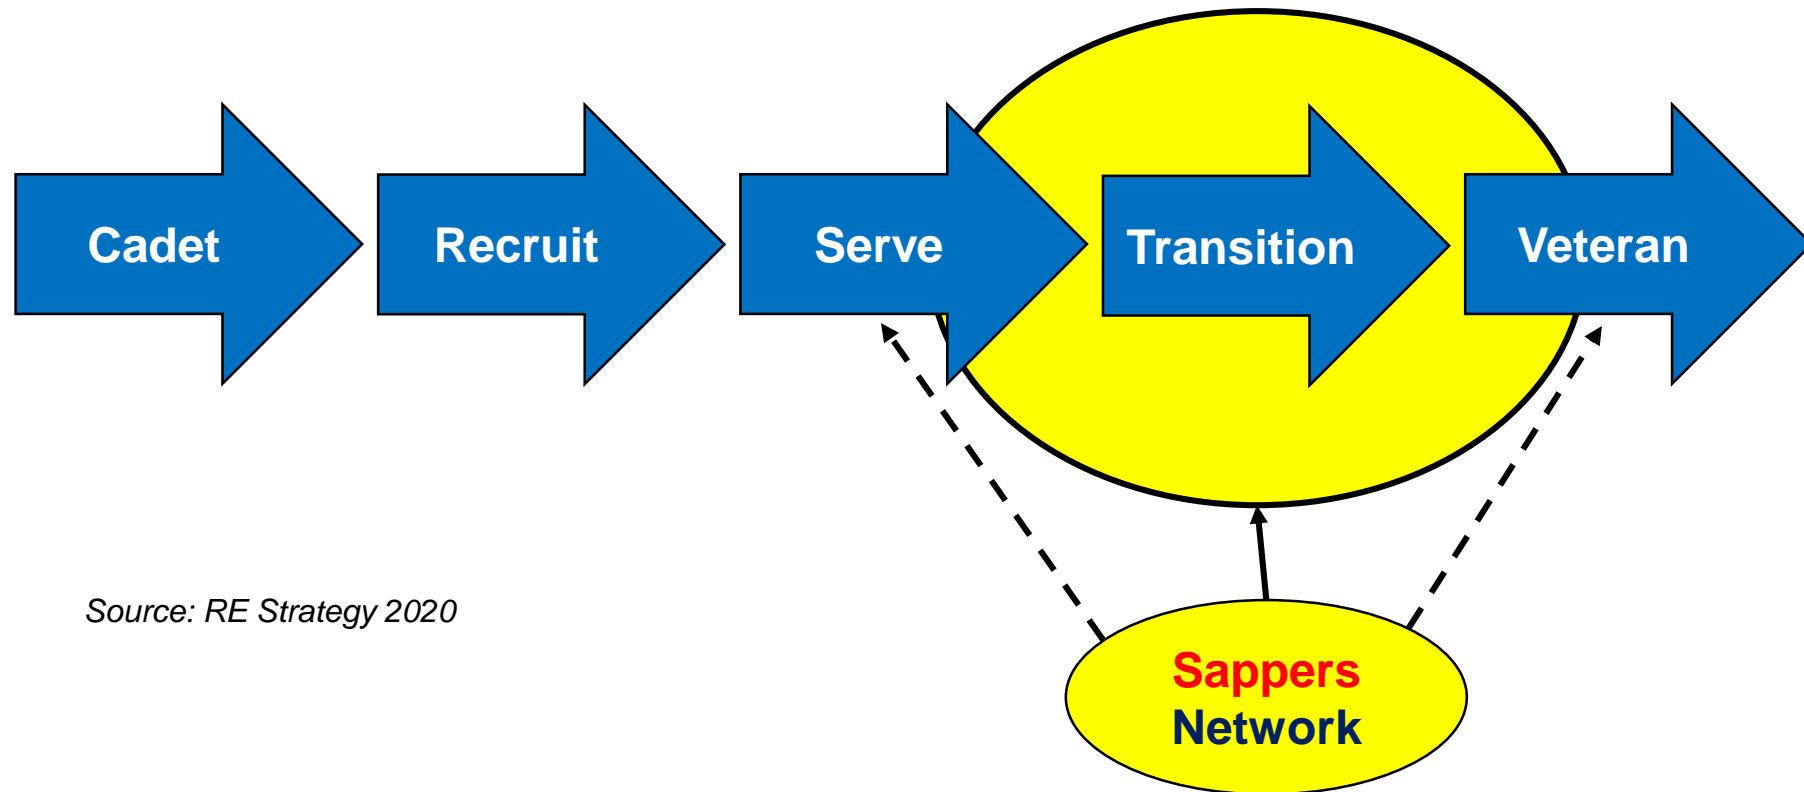 Cadet
Recruit
Serve
Transition
Veteran
Source: RE Strategy 2020
Sappers
Network